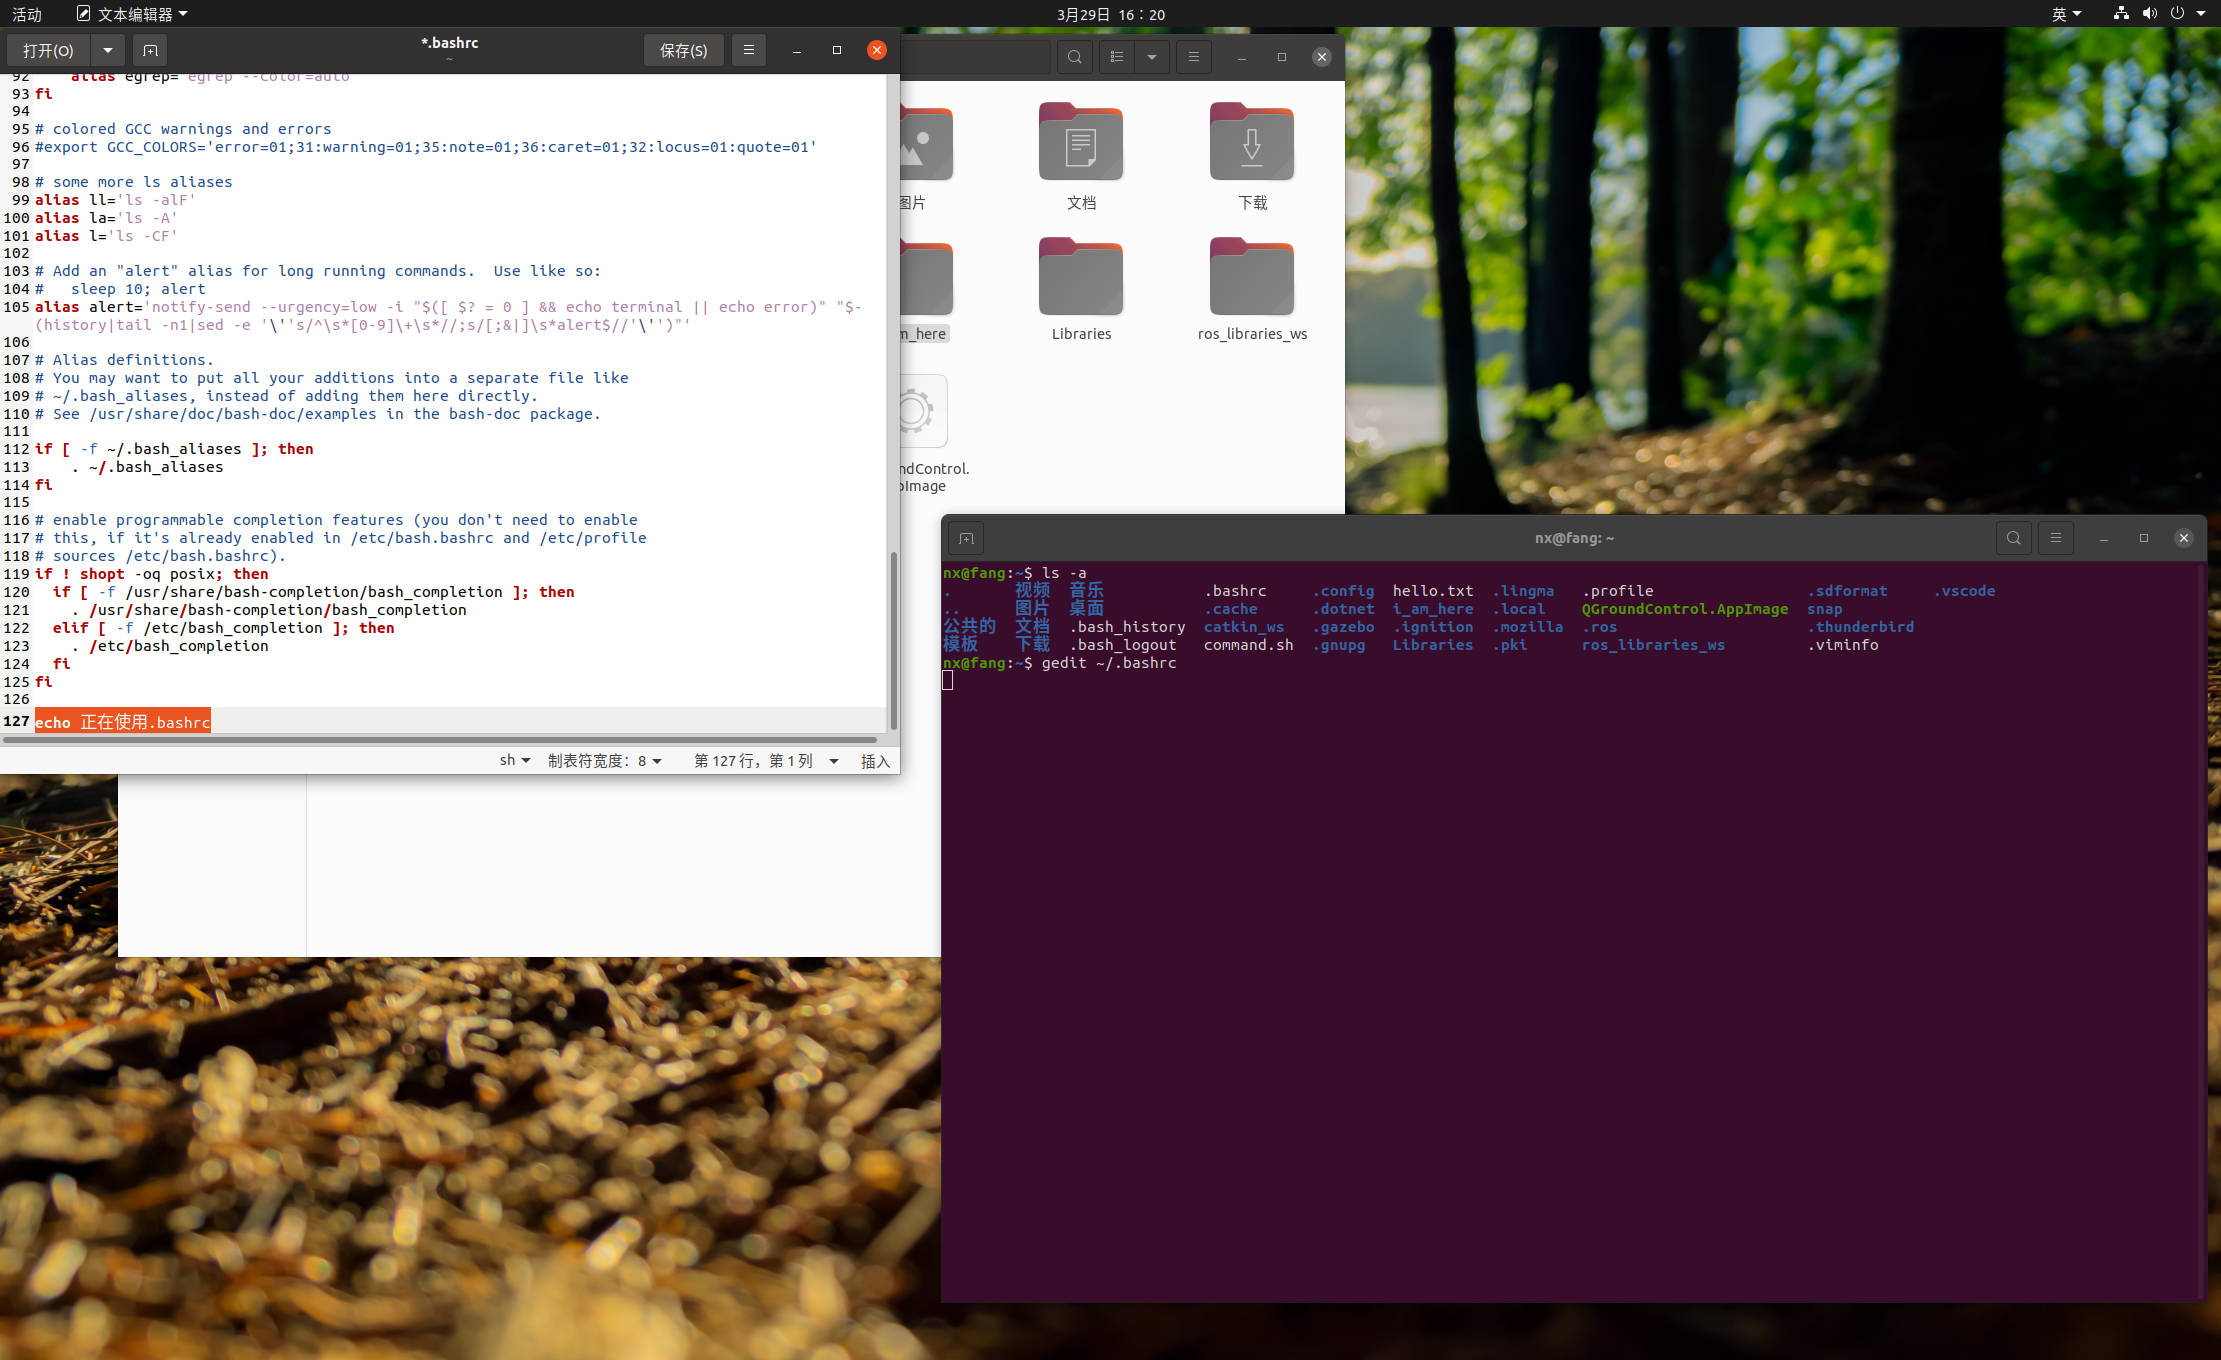 活动
文本编辑器
3月29日 16：20
英
打开(O)
*.bashrc
~
保存(S)
92     alias egrep='egrep --color=auto'
93 fi
94
95 # colored GCC warnings and errors
96 #export GCC_COLORS='error=01;31:warning=01;35:note=01;36:caret=01;32:locus=01:quote=01'
97
98 # some more ls aliases
99 alias ll='ls -alF'
100 alias la='ls -A'
101 alias l='ls -CF'
102
103 # Add an "alert" alias for long running commands.  Use like so:
104 #   sleep 10; alert
105 alias alert='notify-send --urgency=low -i "$([ $? = 0 ] && echo terminal || echo error)" "$-
(history|tail -n1|sed -e '\''s/^\s*[0-9]\+\s*//;s/[;&|]\s*alert$//'\'')"'
106
107 # Alias definitions.
108 # You may want to put all your additions into a separate file like
109 # ~/.bash_aliases, instead of adding them here directly.
110 # See /usr/share/doc/bash-doc/examples in the bash-doc package.
111
112 if [ -f ~/.bash_aliases ]; then
113     . ~/.bash_aliases
114 fi
115
116 # enable programmable completion features (you don't need to enable
117 # this, if it's already enabled in /etc/bash.bashrc and /etc/profile
118 # sources /etc/bash.bashrc).
119 if ! shopt -oq posix; then
120   if [ -f /usr/share/bash-completion/bash_completion ]; then
121     . /usr/share/bash-completion/bash_completion
122   elif [ -f /etc/bash_completion ]; then
123     . /etc/bash_completion
124   fi
125 fi
126
127 echo 正在使用.bashrc
sh
制表符宽度：8
第 127 行，第 1 列
插入
图片
文档
下载
m_here
Libraries
ros_libraries_ws
ndControl.
pImage
nx@fang: ~
nx@fang:~$ ls -a
.       视频  音乐           .bashrc     .config  hello.txt  .lingma   .profile                 .sdformat     .vscode
..      图片  桌面           .cache      .dotnet  i_am_here  .local    QGroundControl.AppImage  snap
公共的  文档  .bash_history  catkin_ws   .gazebo  .ignition  .mozilla  .ros                     .thunderbird
模板    下载  .bash_logout   command.sh  .gnupg   Libraries  .pki      ros_libraries_ws         .viminfo
nx@fang:~$ gedit ~/.bashrc